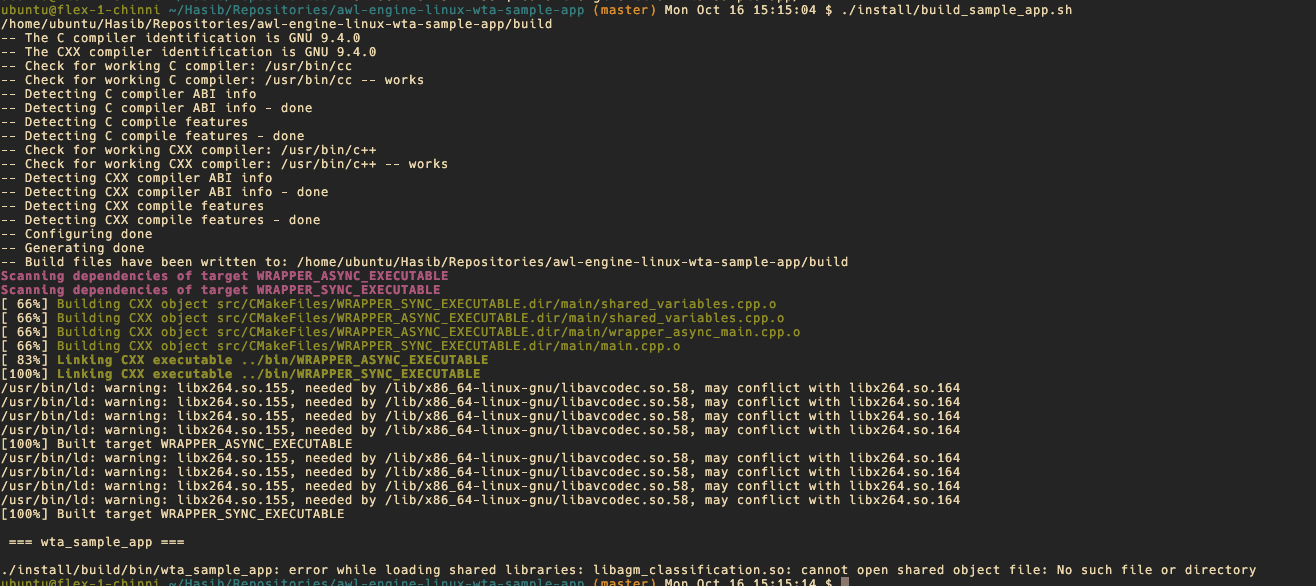 ubuntu@flex-1-chinni ~/Hasib/Repositories/awl-engine-linux-wta-sample-app (master) Mon Oct 16 15:15:04 $ ./install/build_sample_app.sh
/home/ubuntu/Hasib/Repositories/awl-engine-linux-wta-sample-app/build
-- The C compiler identification is GNU 9.4.0
-- The CXX compiler identification is GNU 9.4.0
-- Check for working C compiler: /usr/bin/cc
-- Check for working C compiler: /usr/bin/cc -- works
-- Detecting C compiler ABI info
-- Detecting C compiler ABI info - done
-- Detecting C compile features
-- Detecting C compile features - done
-- Check for working CXX compiler: /usr/bin/c++
-- Check for working CXX compiler: /usr/bin/c++ -- works
-- Detecting CXX compiler ABI info
-- Detecting CXX compiler ABI info - done
-- Detecting CXX compile features
-- Detecting CXX compile features - done
-- Configuring done
-- Generating done
-- Build files have been written to: /home/ubuntu/Hasib/Repositories/awl-engine-linux-wta-sample-app/build
Scanning dependencies of target WRAPPER_ASYNC_EXECUTABLE
Scanning dependencies of target WRAPPER_SYNC_EXECUTABLE
[ 66%] Building CXX object src/CMakeFiles/WRAPPER_SYNC_EXECUTABLE.dir/main/shared_variables.cpp.o
[ 66%] Building CXX object src/CMakeFiles/WRAPPER_ASYNC_EXECUTABLE.dir/main/shared_variables.cpp.o
[ 66%] Building CXX object src/CMakeFiles/WRAPPER_ASYNC_EXECUTABLE.dir/main/wrapper_async_main.cpp.o
[ 66%] Building CXX object src/CMakeFiles/WRAPPER_SYNC_EXECUTABLE.dir/main/main.cpp.o
[ 83%] Linking CXX executable ../bin/WRAPPER_ASYNC_EXECUTABLE
[100%] Linking CXX executable ../bin/WRAPPER_SYNC_EXECUTABLE
/usr/bin/ld: warning: libx264.so.155, needed by /lib/x86_64-linux-gnu/libavcodec.so.58, may conflict with libx264.so.164
/usr/bin/ld: warning: libx264.so.155, needed by /lib/x86_64-linux-gnu/libavcodec.so.58, may conflict with libx264.so.164
/usr/bin/ld: warning: libx264.so.155, needed by /lib/x86_64-linux-gnu/libavcodec.so.58, may conflict with libx264.so.164
/usr/bin/ld: warning: libx264.so.155, needed by /lib/x86_64-linux-gnu/libavcodec.so.58, may conflict with libx264.so.164
[100%] Built target WRAPPER_ASYNC_EXECUTABLE
/usr/bin/ld: warning: libx264.so.155, needed by /lib/x86_64-linux-gnu/libavcodec.so.58, may conflict with libx264.so.164
/usr/bin/ld: warning: libx264.so.155, needed by /lib/x86_64-linux-gnu/libavcodec.so.58, may conflict with libx264.so.164
/usr/bin/ld: warning: libx264.so.155, needed by /lib/x86_64-linux-gnu/libavcodec.so.58, may conflict with libx264.so.164
/usr/bin/ld: warning: libx264.so.155, needed by /lib/x86_64-linux-gnu/libavcodec.so.58, may conflict with libx264.so.164
[100%] Built target WRAPPER_SYNC_EXECUTABLE
=== wta_sample_app ===
./install/build/bin/wta_sample_app: error while loading shared libraries: libagm_classification.so: cannot open shared object file: No such file or directory
ubuntu@flex-1-chinni ~/Hasib/Repositories/awl-engine-linux-wta-sample-app (master) Mon Oct 16 15:15:14 $